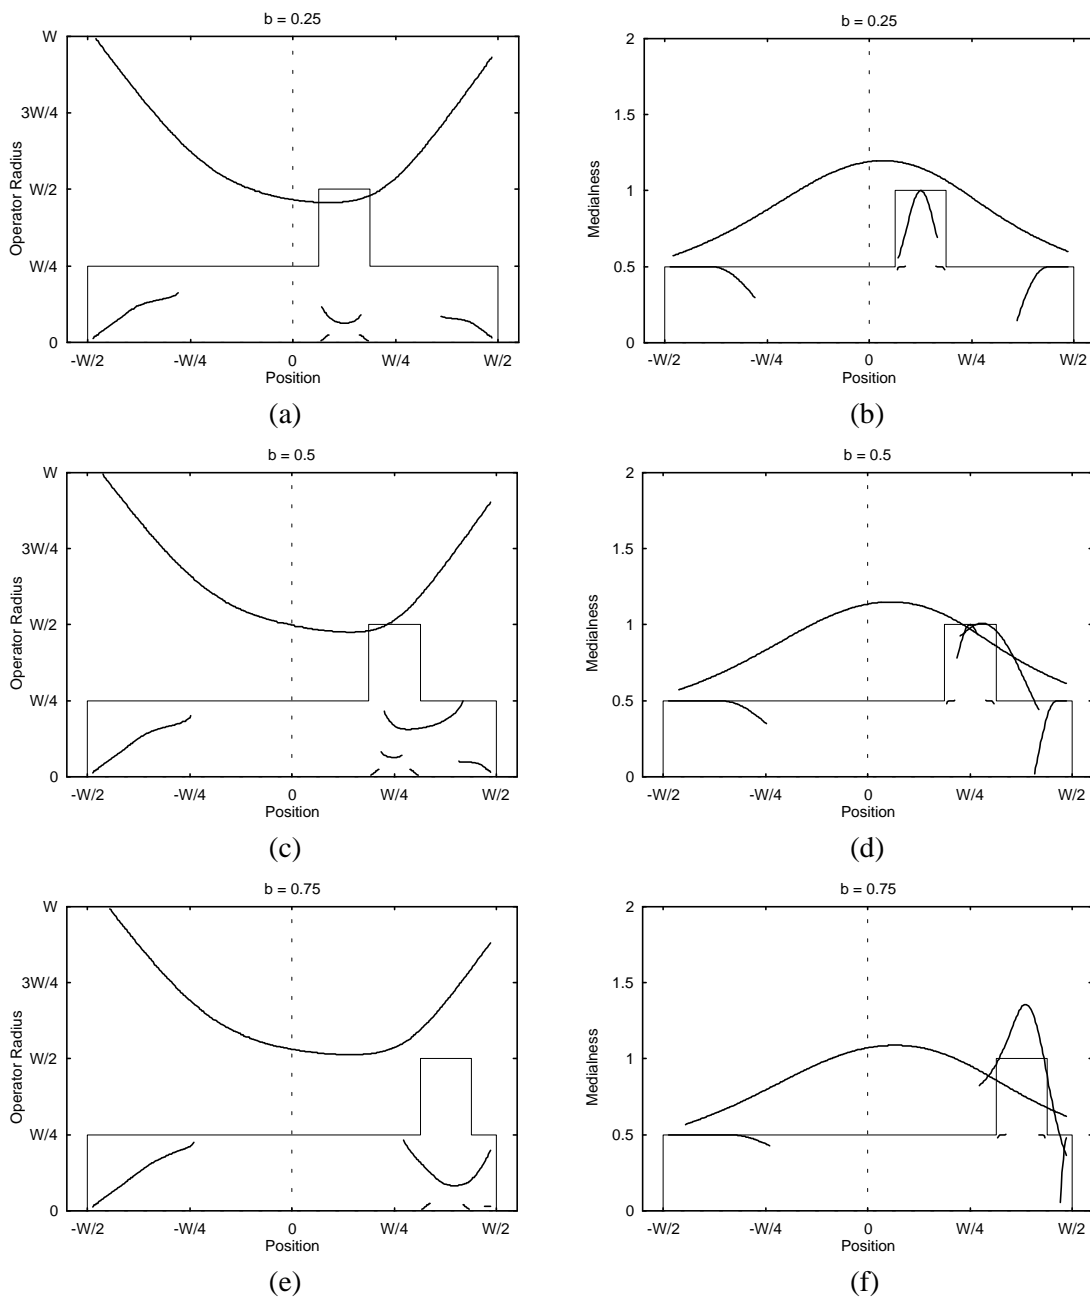 b = 0.25
W
3W/4
W/2
W/4
0
Operator Radius
-W/2 -W/4 0 W/4 W/2
Position
(a)
b = 0.25
2
1.5
1
0.5
0
Medialness
-W/2 -W/4 0 W/4 W/2
Position
(b)
b = 0.5
W
3W/4
W/2
W/4
0
Operator Radius
-W/2 -W/4 0 W/4 W/2
Position
(c)
b = 0.5
2
1.5
1
0.5
0
Medialness
-W/2 -W/4 0 W/4 W/2
Position
(d)
b = 0.75
W
3W/4
W/2
W/4
0
Operator Radius
-W/2 -W/4 0 W/4 W/2
Position
(e)
b = 0.75
2
1.5
1
0.5
0
Medialness
-W/2 -W/4 0 W/4 W/2
Position
(f)